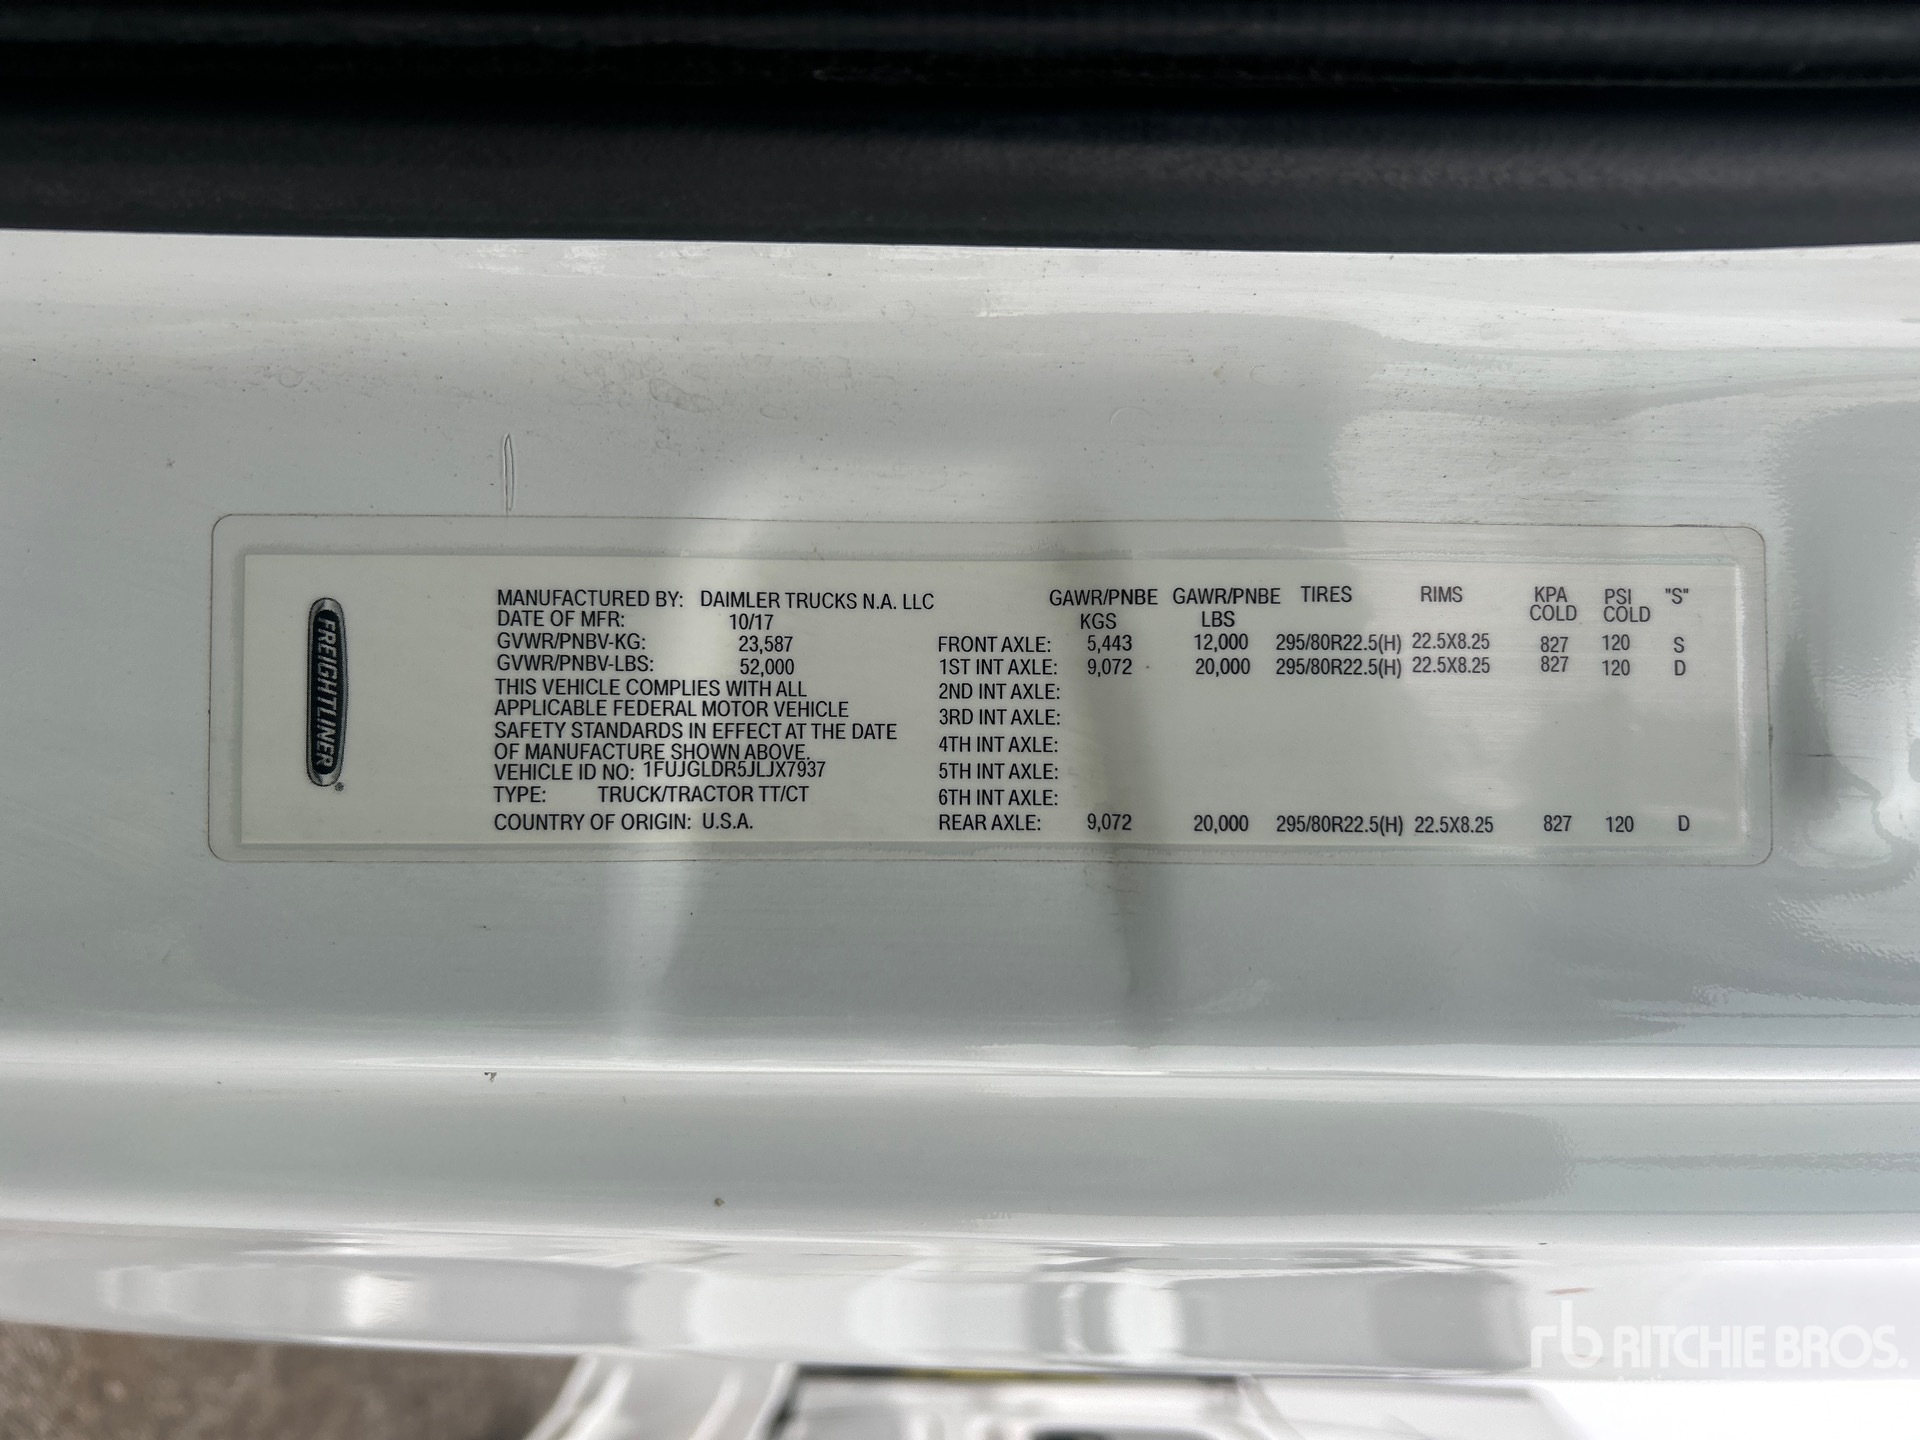 FREIGHTLINER®
MANUFACTURED BY: DAIMLER TRUCKS N.A. LLC
DATE OF MFR: 10/17
GVWR/PNBV-KG: 23,587
GVWR/PNBV-LBS: 52,000
THIS VEHICLE COMPLIES WITH ALL
APPLICABLE FEDERAL MOTOR VEHICLE
SAFETY STANDARDS IN EFFECT AT THE DATE
OF MANUFACTURE SHOWN ABOVE.
VEHICLE ID NO: 1FUJGLDR5JLJX7937
TYPE: TRUCK/TRACTOR TT/CT
COUNTRY OF ORIGIN: U.S.A.
GAWR/PNBE KGS GAWR/PNBE LBS TIRES RIMS KPA COLD PSI COLD "S"
FRONT AXLE: 5,443 12,000 295/80R22.5(H) 22.5X8.25 827 120 S
1ST INT AXLE: 9,072 20,000 295/80R22.5(H) 22.5X8.25 827 120 D
2ND INT AXLE:
3RD INT AXLE:
4TH INT AXLE:
5TH INT AXLE:
6TH INT AXLE:
REAR AXLE: 9,072 20,000 295/80R22.5(H) 22.5X8.25 827 120 D
rb RITCHIE BROS.